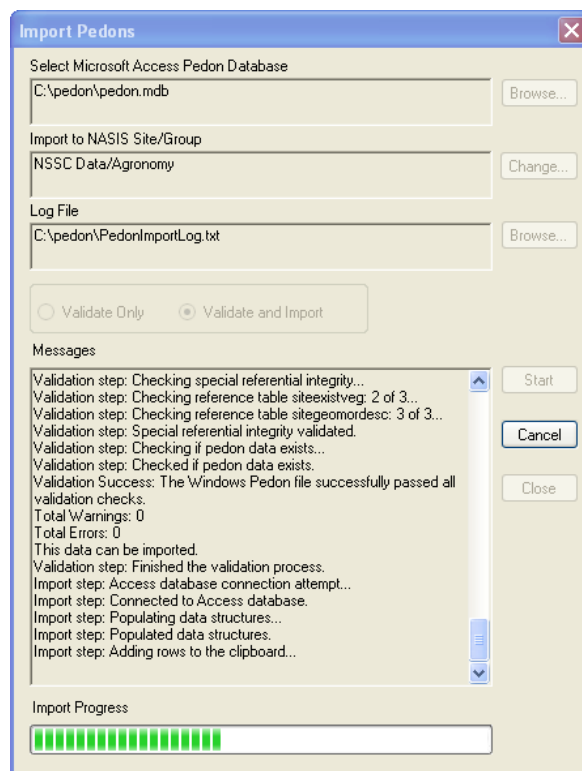 Import Pedons
Select Microsoft Access Pedon Database
C:\pedon\pedon.mdb
Browse...
Import to NASIS Site/Group
NSSC Data/Agronomy
Change...
Log File
C:\pedon\PedonImportLog.txt
Browse...
Validate Only
Validate and Import
Messages
Validation step: Checking special referential integrity...
Validation step: Checking reference table siteexistveg: 2 of 3...
Validation step: Checking reference table sitegeomordesc: 3 of 3...
Validation step: Special referential integrity validated.
Validation step: Checking if pedon data exists...
Validation step: Checked if pedon data exists.
Validation Success: The Windows Pedon file successfully passed all
validation checks.
Total Warnings: 0
Total Errors: 0
This data can be imported.
Validation step: Finished the validation process.
Import step: Access database connection attempt...
Import step: Connected to Access database.
Import step: Populating data structures...
Import step: Populated data structures.
Import step: Adding rows to the clipboard...
Start
Cancel
Close
Import Progress